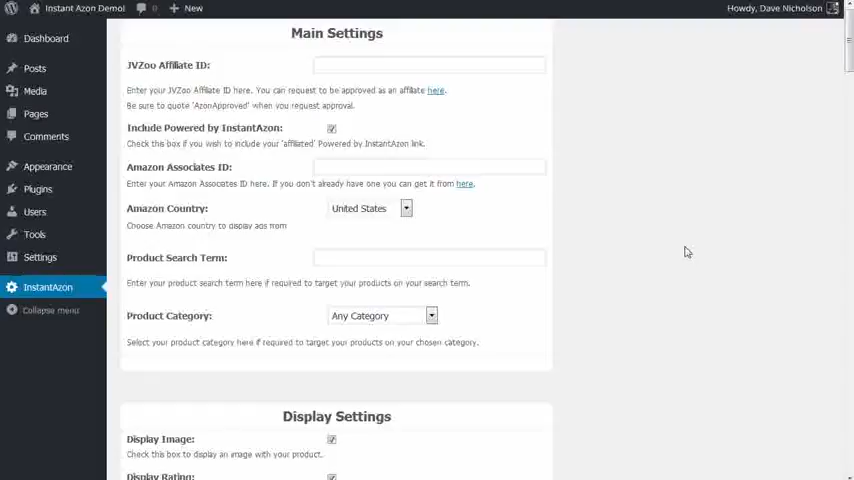 Instant Azon Demo! 0 New Howdy, Dave Nicholson
Dashboard
Posts
Media
Pages
Comments
Appearance
Plugins
Users
Tools
Settings
InstantAzon
Collapse menu
Main Settings
JVZoo Affiliate ID:
Enter your JVZoo Affiliate ID here. You can request to be approved as an affiliate here.
Be sure to quote 'AzonApproved' when you request approval.
Include Powered by InstantAzon:
Check this box if you wish to include your 'affiliated' Powered by InstantAzon link.
Amazon Associates ID:
Enter your Amazon Associates ID here. If you don't already have one you can get it from here.
Amazon Country: United States
Choose Amazon country to display ads from
Product Search Term:
Enter your product search term here if required to target your products on your search term.
Product Category: Any Category
Select your product category here if required to target your products on your chosen category.
Display Settings
Display Image:
Check this box to display an image with your product.
Display Rating: